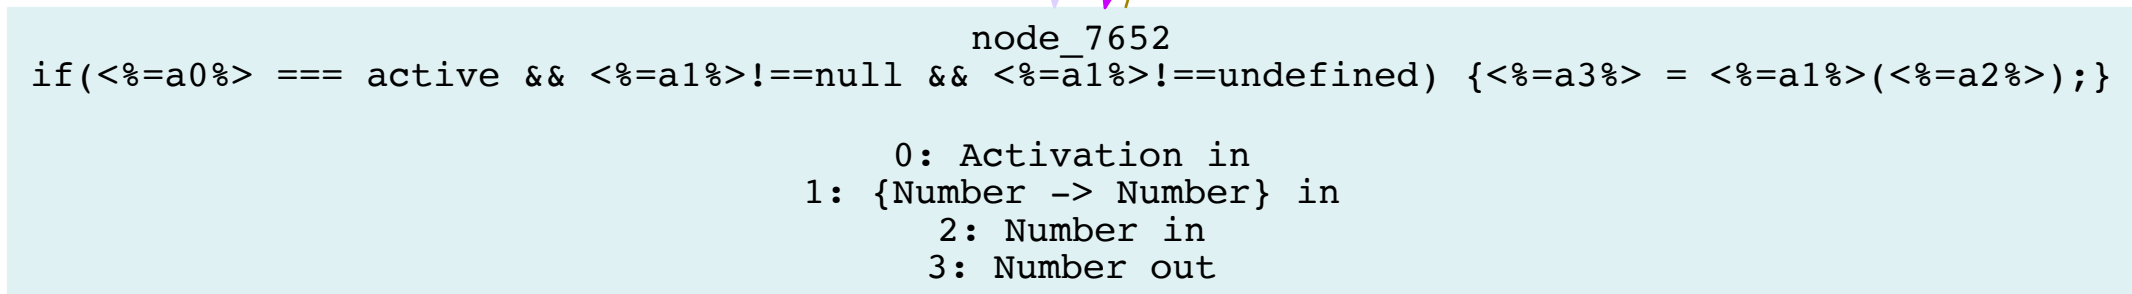 node_7652
if(<%=a0%> === active && <%=a1%>!==null && <%=a1%>!==undefined) {<%=a3%> = <%=a1%>(<%=a2%>);}
0: Activation in
1: {Number -> Number} in
2: Number in
3: Number out